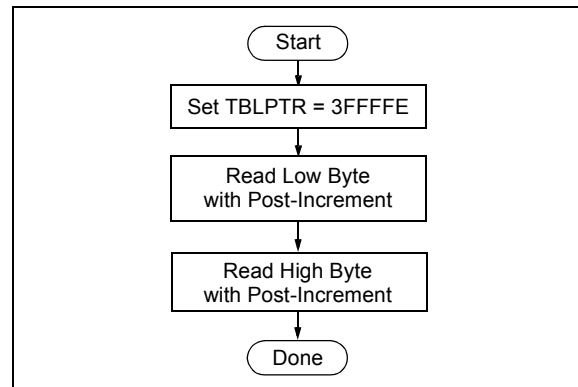 Start
Set TBLPTR = 3FFFFE
Read Low Byte
with Post-Increment
Read High Byte
with Post-Increment
Done